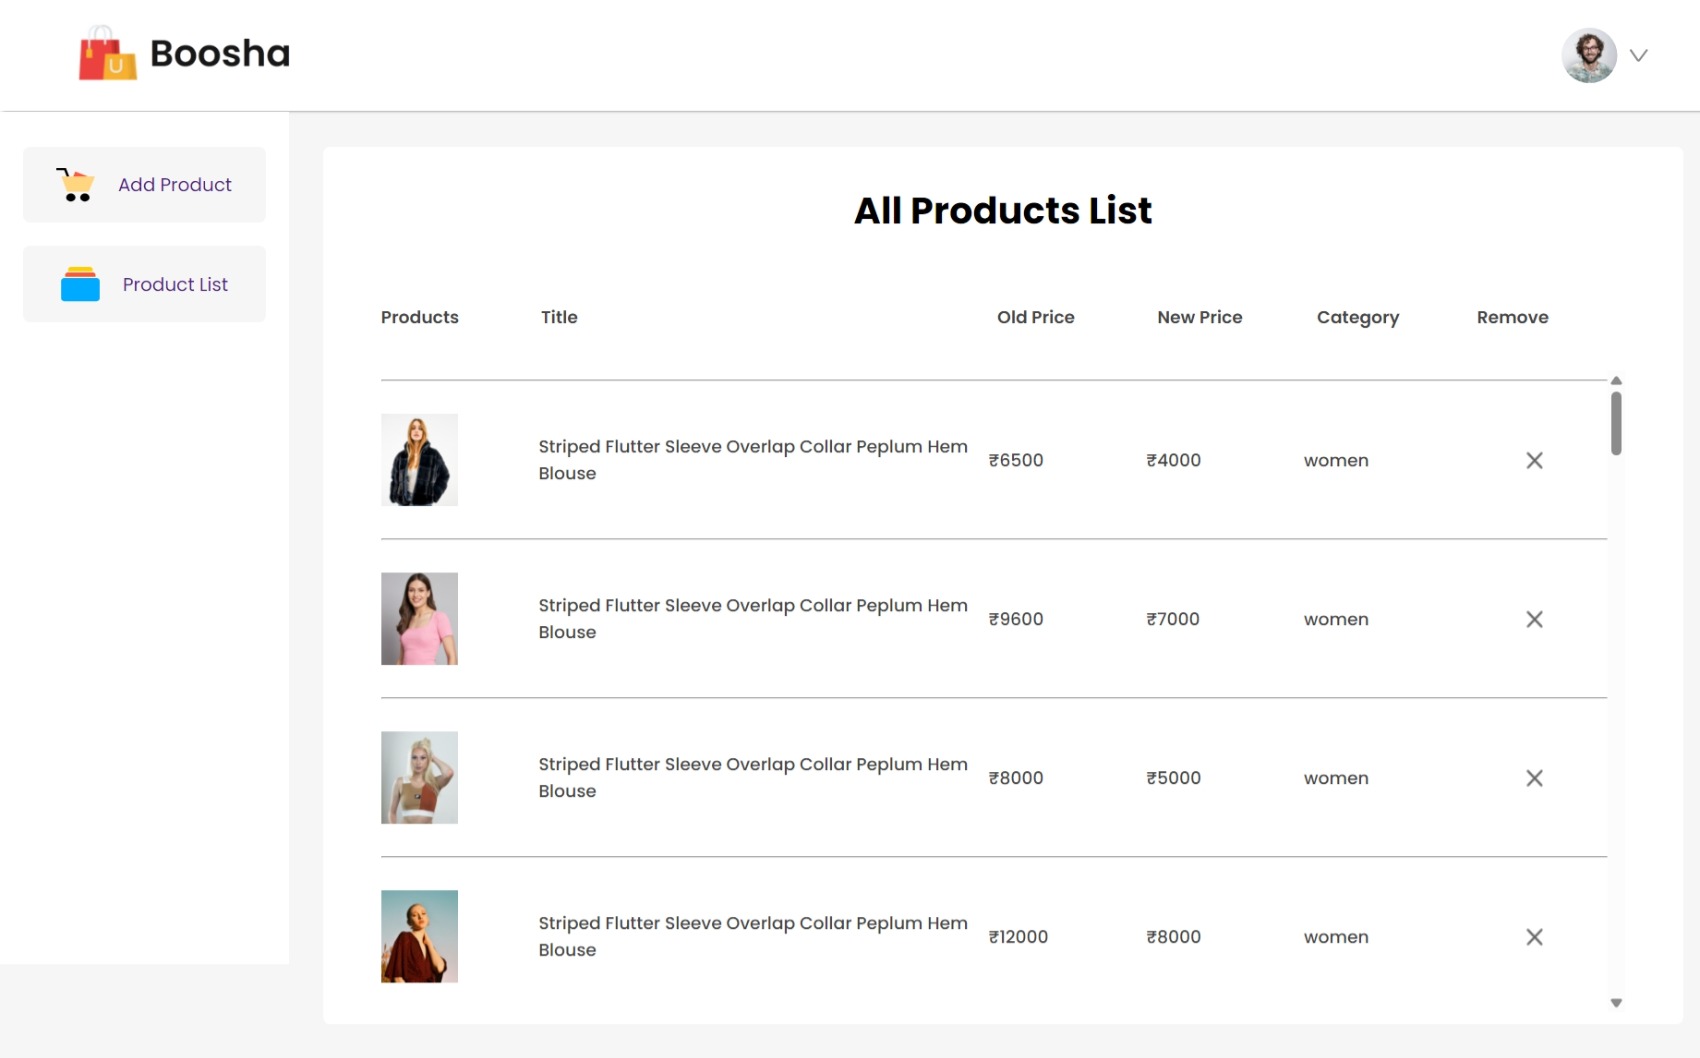 Boosha
Add Product
Product List
All Products List
Products Title Old Price New Price Category Remove
Striped Flutter Sleeve Overlap Collar Peplum Hem
Blouse
₹6500 ₹4000 women
Striped Flutter Sleeve Overlap Collar Peplum Hem
Blouse
₹9600 ₹7000 women
Striped Flutter Sleeve Overlap Collar Peplum Hem
Blouse
₹8000 ₹5000 women
Striped Flutter Sleeve Overlap Collar Peplum Hem
Blouse
₹12000 ₹8000 women